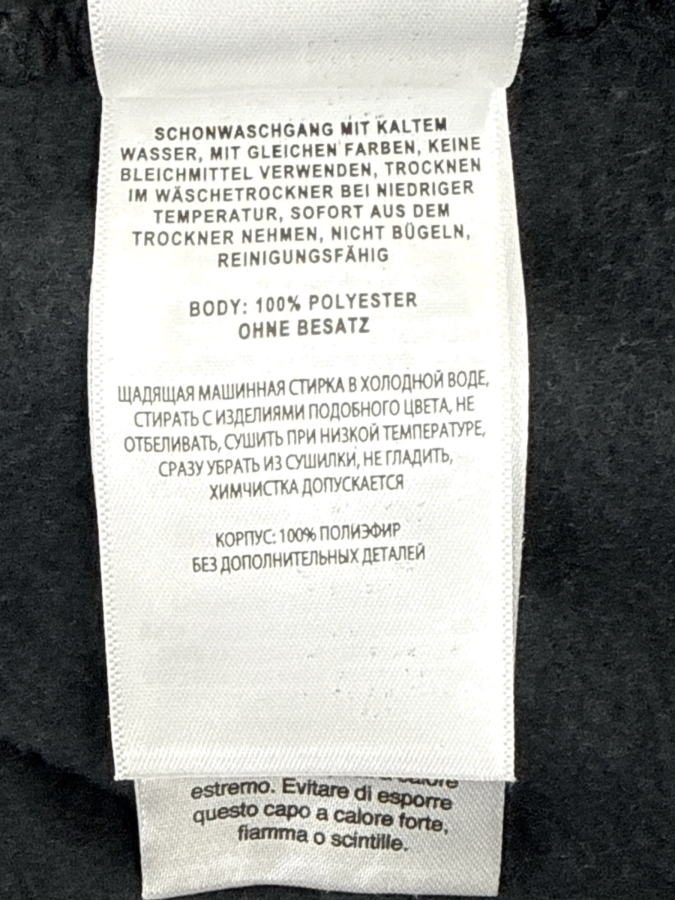 SCHONWASCHGANG MIT KALTEM
WASSER, MIT GLEICHEN FARBEN, KEINE
BLEICHMITTEL VERWENDEN, TROCKNEN
IM WÄSCHETROCKNER BEI NIEDRIGER
TEMPERATUR, SOFORT AUS DEM
TROCKNER NEHMEN, NICHT BÜGELN,
REINIGUNGSFÄHIG
BODY: 100% POLYESTER
OHNE BESATZ
ЩАДЯЩАЯ МАШИННАЯ СТИРКА В ХОЛОДНОЙ ВОДЕ,
СТИРАТЬ С ИЗДЕЛИЯМИ ПОДОБНОГО ЦВЕТА, НЕ
ОТБЕЛИВАТЬ, СУШИТЬ ПРИ НИЗКОЙ ТЕМПЕРАТУРЕ,
СРАЗУ УБРАТЬ ИЗ СУШИЛКИ, НЕ ГЛАДИТЬ,
ХИМЧИСТКА ДОПУСКАЕТСЯ
КОРПУС: 100% ПОЛИЭФИР
БЕЗ ДОПОЛНИТЕЛЬНЫХ ДЕТАЛЕЙ
calore
estremo. Evitare di esporre
questo capo a calore forte,
fiamma o scintille.